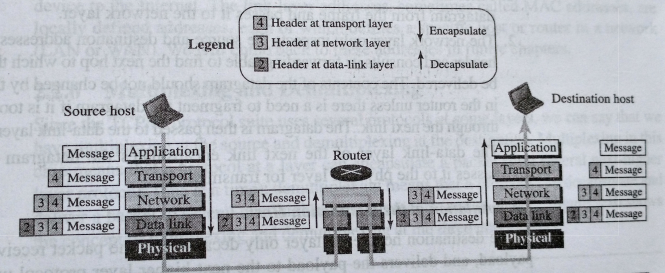 Legend
4 Header at transport layer
3 Header at network layer
2 Header at data-link layer
Encapsulate
Decapsulate
Source host
Destination host
Router
Message
Application
4 Message
Transport
3 4 Message
Network
2 3 4 Message
Data link
Physical
3 4 Message
2 3 4 Message
3 4 Message
2 3 4 Message
Application
Message
Transport
4 Message
Network
3 4 Message
Data link
2 3 4 Message
Physical